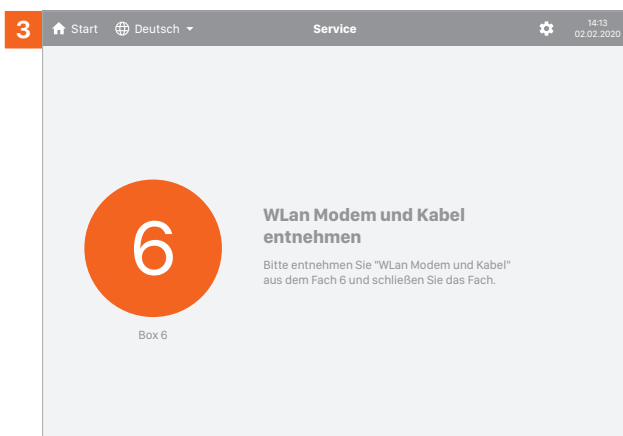 3
Start Deutsch Service 14:13
02.02.2020
6
WLan Modem und Kabel
entnehmen
Bitte entnehmen Sie "WLan Modem und Kabel"
aus dem Fach 6 und schließen Sie das Fach.
Box 6